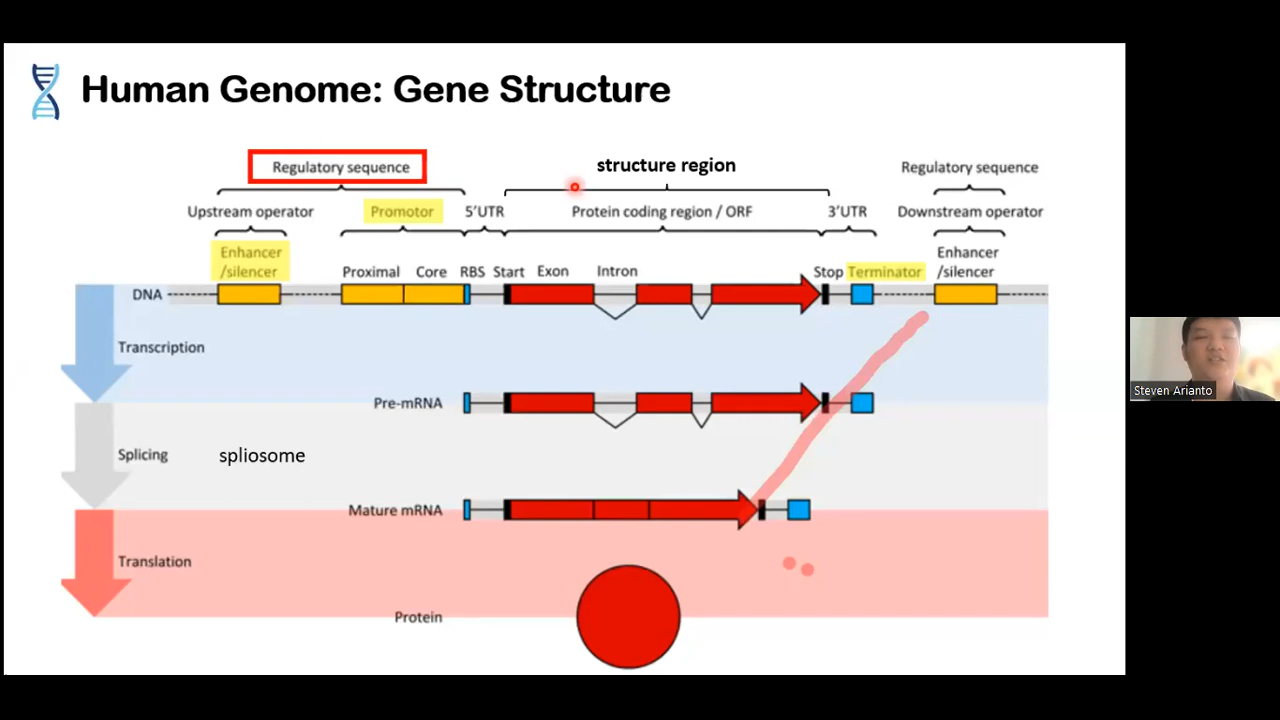 Human Genome: Gene Structure
Regulatory sequence
structure region
Regulatory sequence
Upstream operator
Promotor
5'UTR
Protein coding region / ORF
3'UTR
Downstream operator
Enhancer
/silencer
Proximal
Core
RBS
Start
Exon
Intron
Stop
Terminator
Enhancer
/silencer
DNA
Transcription
Pre-mRNA
Splicing
spliosome
Mature mRNA
Translation
Protein
Steven Arianto